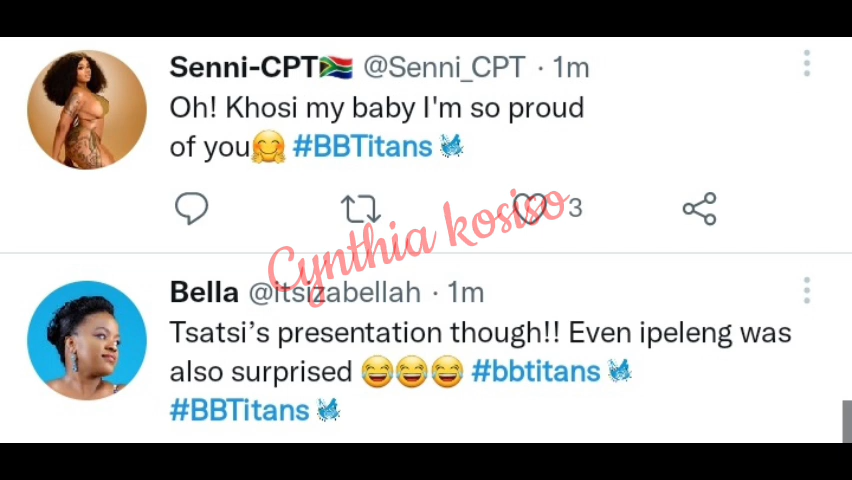 Senni-CPT🇿🇦 @Senni_CPT · 1m
Oh! Khosi my baby I'm so proud
of you🤗 #BBTitans
3
Cynthia kosiso
Bella @itsizabellah · 1m
Tsatsi’s presentation though!! Even ipeleng was
also surprised 😂😂😂 #bbtitans
#BBTitans